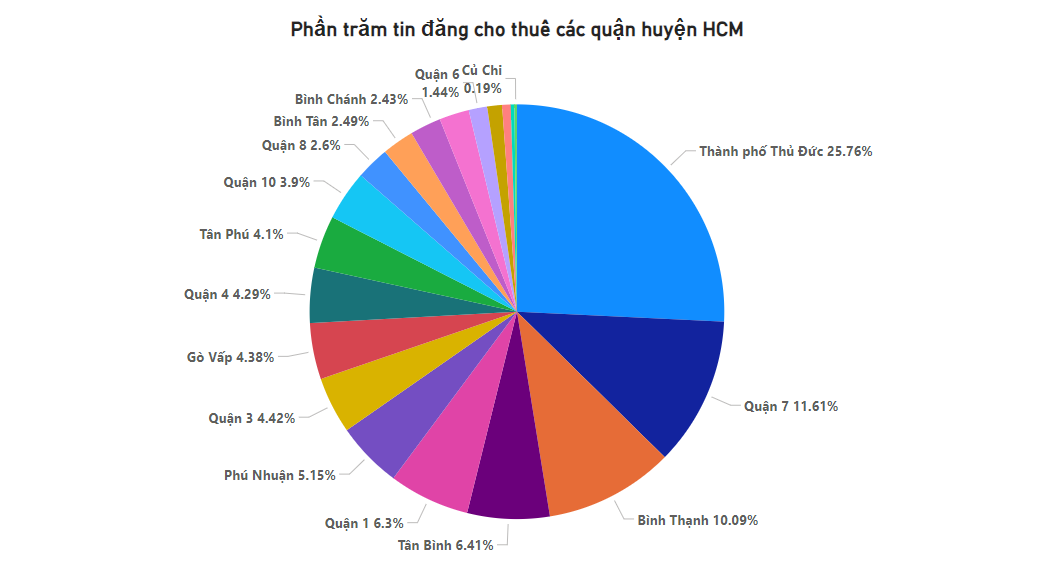 Phần trăm tin đăng cho thuê các quận huyện HCM
Củ Chi
0.19%
Quận 6
1.44%
Bình Chánh 2.43%
Bình Tân 2.49%
Quận 8 2.6%
Quận 10 3.9%
Tân Phú 4.1%
Quận 4 4.29%
Gò Vấp 4.38%
Quận 3 4.42%
Phú Nhuận 5.15%
Quận 1 6.3%
Tân Bình 6.41%
Bình Thạnh 10.09%
Quận 7 11.61%
Thành phố Thủ Đức 25.76%